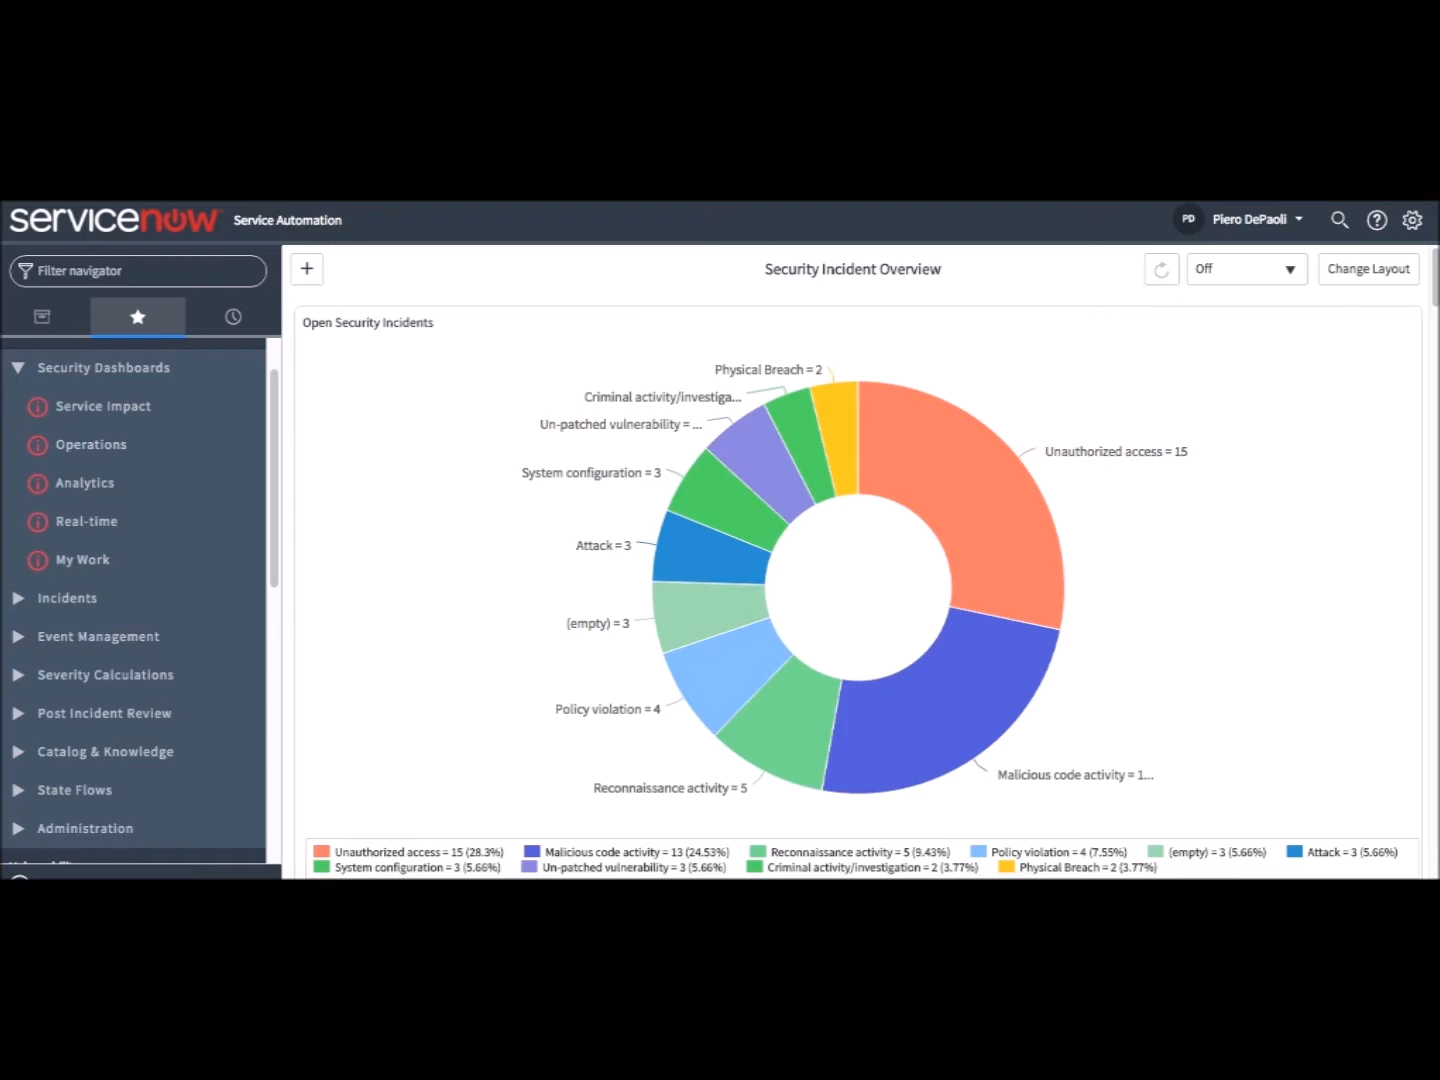 servicenow Service Automation
PD Piero DePaoli
Filter navigator
Security Dashboards
Service Impact
Operations
Analytics
Real-time
My Work
Incidents
Event Management
Severity Calculations
Post Incident Review
Catalog & Knowledge
State Flows
Administration
+ Security Incident Overview Off Change Layout
Open Security Incidents
Physical Breach = 2
Criminal activity/investiga...
Un-patched vulnerability = ...
Unauthorized access = 15
System configuration = 3
Attack = 3
(empty) = 3
Policy violation = 4
Malicious code activity = 1...
Reconnaissance activity = 5
Unauthorized access = 15 (28.3%) Malicious code activity = 13 (24.53%) Reconnaissance activity = 5 (9.43%) Policy violation = 4 (7.55%) (empty) = 3 (5.66%) Attack = 3 (5.66%)
System configuration = 3 (5.66%) Un-patched vulnerability = 3 (5.66%) Criminal activity/investigation = 2 (3.77%) Physical Breach = 2 (3.77%)